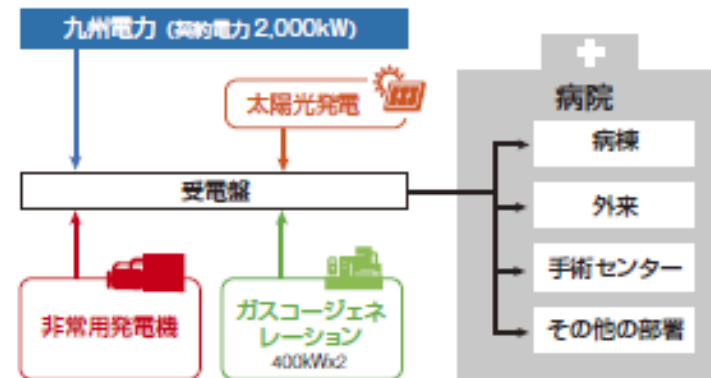 九州電力（契約電力2,000kW）
太陽光発電
受電盤
非常用発電機
ガスコージェネ
レーション
400kWx2
病院
病棟
外来
手術センター
その他の部署